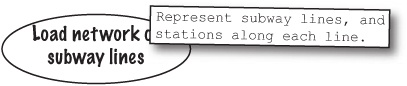 Load network o
subway lines
Represent subway lines, and
stations along each line.